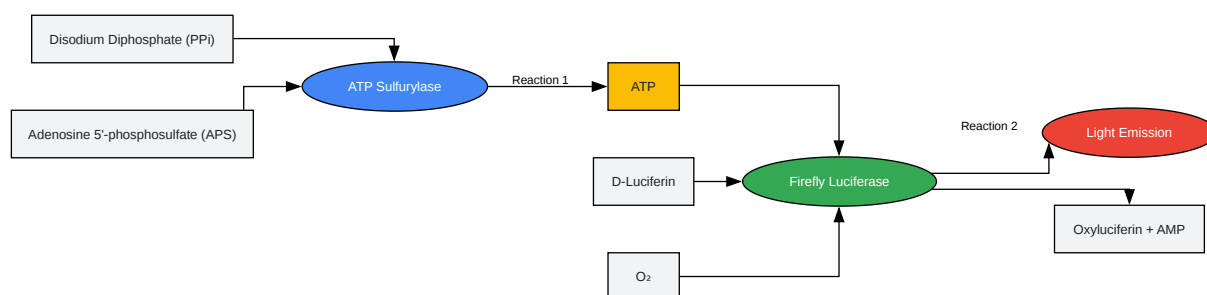 Disodium Diphosphate (PPi)
Adenosine 5'-phosphosulfate (APS)
ATP Sulfurylase
Reaction 1
ATP
D-Luciferin
O₂
Firefly Luciferase
Reaction 2
Light Emission
Oxyluciferin + AMP